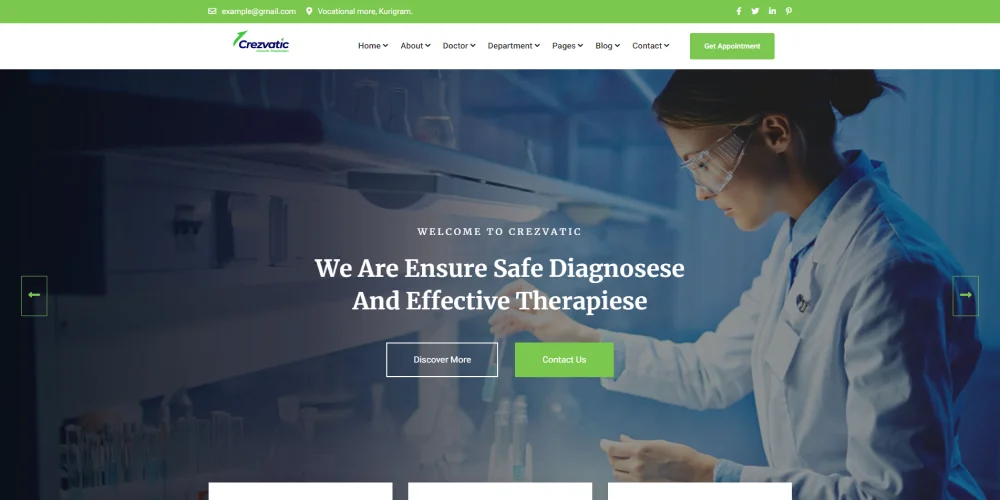 example@gmail.com Vocational more, Kurigram.
Crezvatic
Home About Doctor Department Pages Blog Contact Get Appointment
WELCOME TO CREZVATIC
We Are Ensure Safe Diagnosese
And Effective Therapiese
Discover More Contact Us